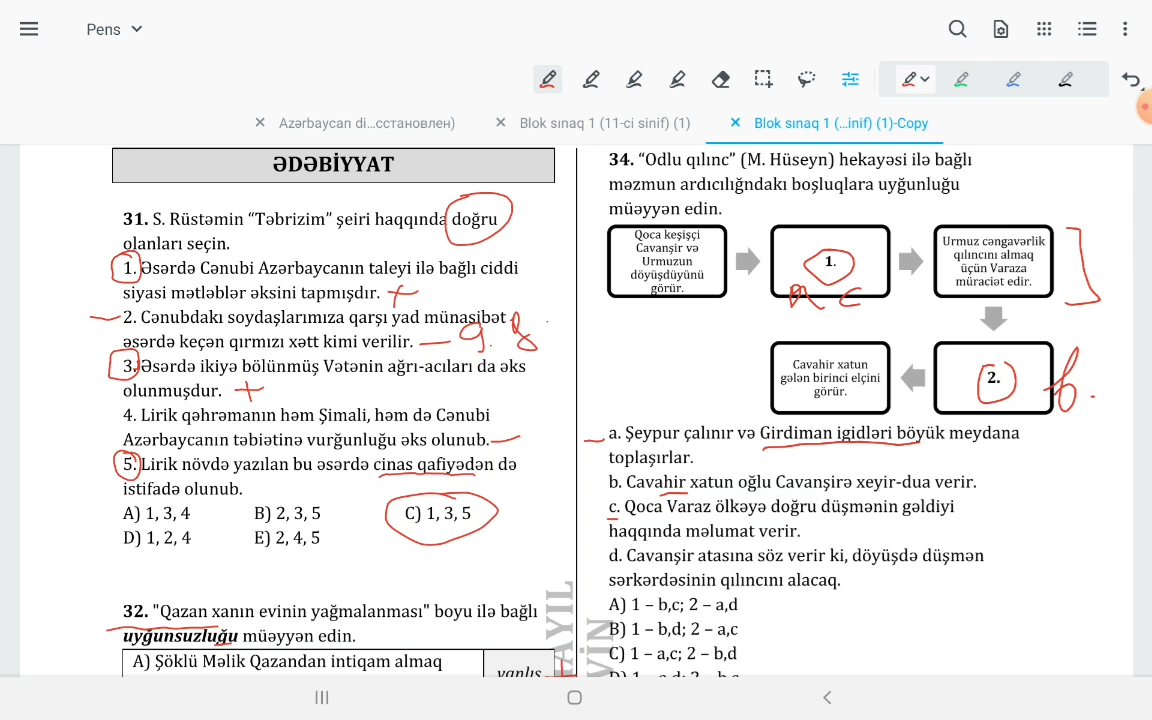 Pens
Azərbaycan di...сстановлен)
Blok sınaq 1 (11-ci sinif) (1)
Blok sınaq 1 (...inif) (1)-Copy
ƏDƏBİYYAT
31. S. Rüstəmin “Təbrizim” şeiri haqqında doğru
olanları seçin.
1. Əsərdə Cənubi Azərbaycanın taleyi ilə bağlı ciddi
siyasi mətləblər əksini tapmışdır. +
2. Cənubdakı soydaşlarımıza qarşı yad münasibət
əsərdə keçən qırmızı xətt kimi verilir.
3. Əsərdə ikiyə bölünmüş Vətənin ağrı-acıları da əks
olunmuşdur. +
4. Lirik qəhrəmanın həm Şimali, həm də Cənubi
Azərbaycanın təbiətinə vurğunluğu əks olunub.
5. Lirik növdə yazılan bu əsərdə cinas qafiyədən də
istifadə olunub.
A) 1, 3, 4 B) 2, 3, 5 C) 1, 3, 5
D) 1, 2, 4 E) 2, 4, 5
32. "Qazan xanın evinin yağmalanması" boyu ilə bağlı
uyğunsuzluğu müəyyən edin.
A) Şöklü Məlik Qazandan intiqam almaq
yanlış
AYIL
VİN
34. “Odlu qılınc” (M. Hüseyn) hekayəsi ilə bağlı
məzmun ardıcılığndakı boşluqlara uyğunluğu
müəyyən edin.
Qoca keşişçi
Cavanşir və
Urmuzun
döyüşdüyünü
görür.
1.
a c
Urmuz cəngavərlik
qılıncını almaq
üçün Varaza
müraciət edir.
Cavahir xatun
gələn birinci elçini
görür.
2.
b.
a. Şeypur çalınır və Girdiman igidləri böyük meydana
toplaşırlar.
b. Cavahir xatun oğlu Cavanşirə xeyir-dua verir.
c. Qoca Varaz ölkəyə doğru düşmənin gəldiyi
haqqında məlumat verir.
d. Cavanşir atasına söz verir ki, döyüşdə düşmən
sərkərdəsinin qılıncını alacaq.
A) 1 – b,c; 2 – a,d
B) 1 – b,d; 2 – a,c
C) 1 – a,c; 2 – b,d